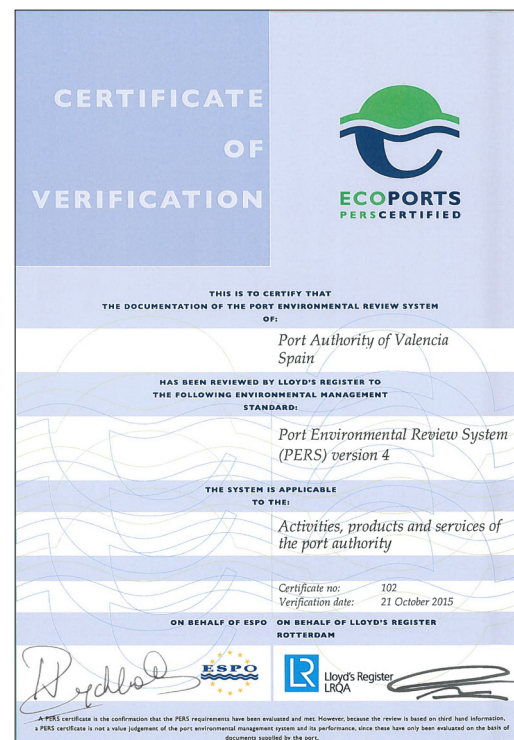 CERTIFICATE
OF
VERIFICATION
ECOPORTS
PERSCERTIFIED
THIS IS TO CERTIFY THAT
THE DOCUMENTATION OF THE PORT ENVIRONMENTAL REVIEW SYSTEM
OF:
Port Authority of Valencia
Spain
HAS BEEN REVIEWED BY LLOYD'S REGISTER TO
THE FOLLOWING ENVIRONMENTAL MANAGEMENT
STANDARD:
Port Environmental Review System
(PERS) version 4
THE SYSTEM IS APPLICABLE
TO THE:
Activities, products and services of
the port authority
Certificate no: 102
Verification date: 21 October 2015
ON BEHALF OF ESPO ON BEHALF OF LLOYD'S REGISTER
ROTTERDAM
ESPO
LR
Lloyd's Register
LRQA
A PERS certificate is the confirmation that the PERS requirements have been evaluated and met. However, because the review is based on third hand information,
a PERS certificate is not a value judgement of the port environmental management system and its performance, since these have only been evaluated on the basis of
documents supplied by the port.